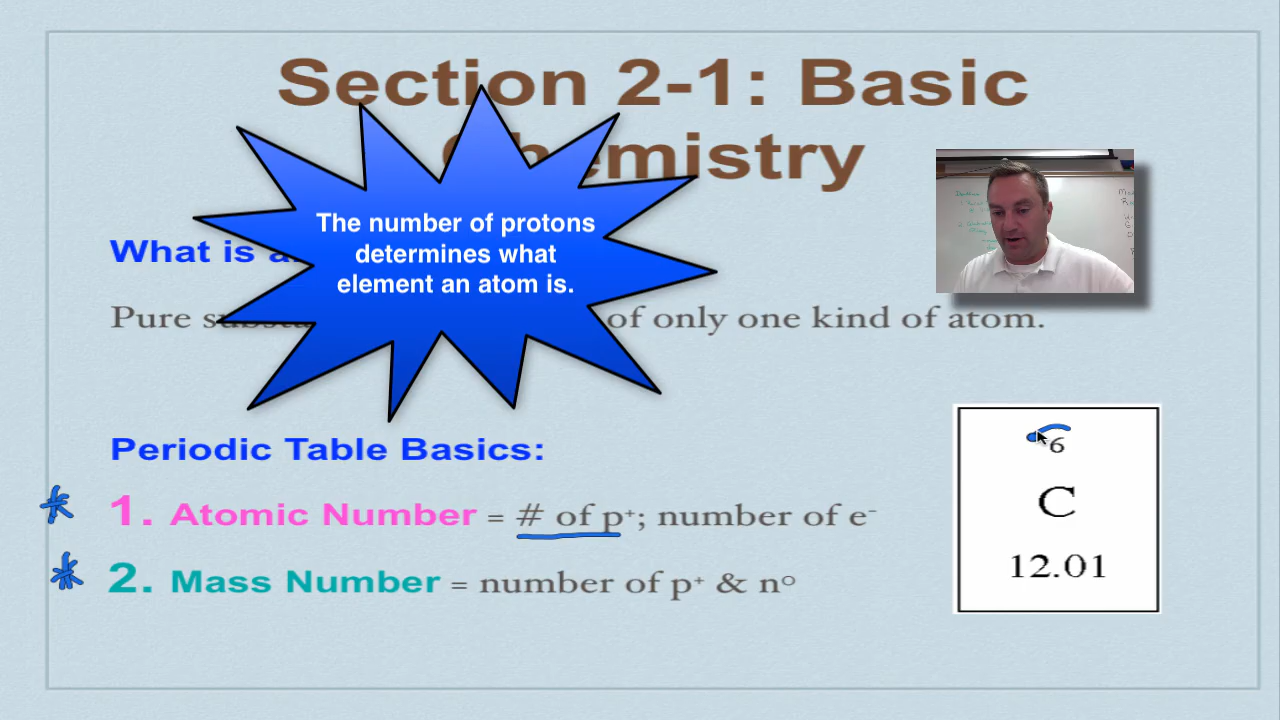 Section 2-1: Basic
Chemistry
The number of protons
determines what
element an atom is.
What is a
Pure of only one kind of atom.
Periodic Table Basics:
1. Atomic Number = # of p⁺; number of e⁻
2. Mass Number = number of p⁺ & n⁰
6
C
12.01